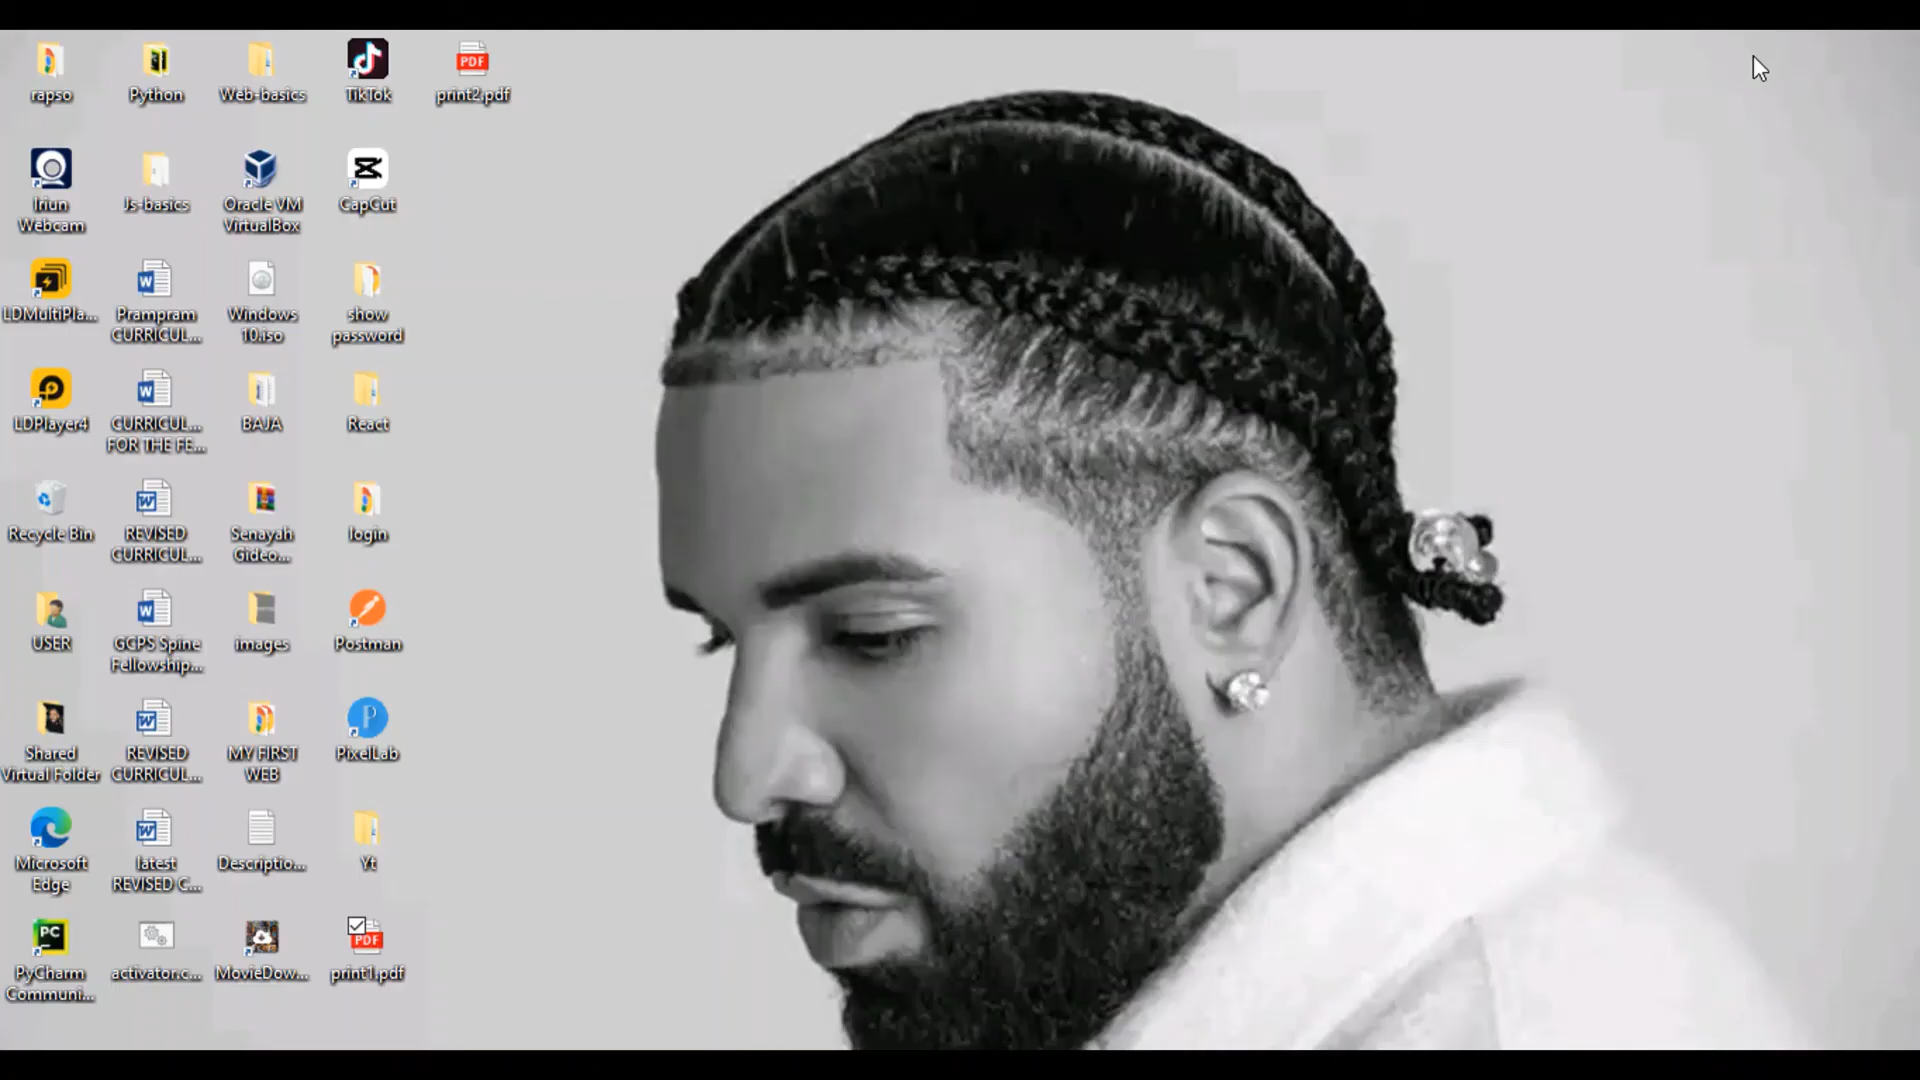 rapso
Python
Web-basics
TikTok
PDF
print2.pdf
Iriun
Webcam
Js-basics
Oracle VM
VirtualBox
CapCut
LDMultiPla...
Prampram
CURRICUL...
Windows
10.iso
show
password
LDPlayer4
CURRICUL...
FOR THE FE...
BAJA
React
Recycle Bin
REVISED
CURRICUL...
Senayah
Gideo...
login
USER
GCPS Spine
Fellowship...
images
Postman
Shared
Virtual Folder
REVISED
CURRICUL...
MY FIRST
WEB
PixelLab
Microsoft
Edge
latest
REVISED C...
Descriptio...
Yt
PC
PyCharm
Communi...
activator.c...
MovieDow...
PDF
print1.pdf